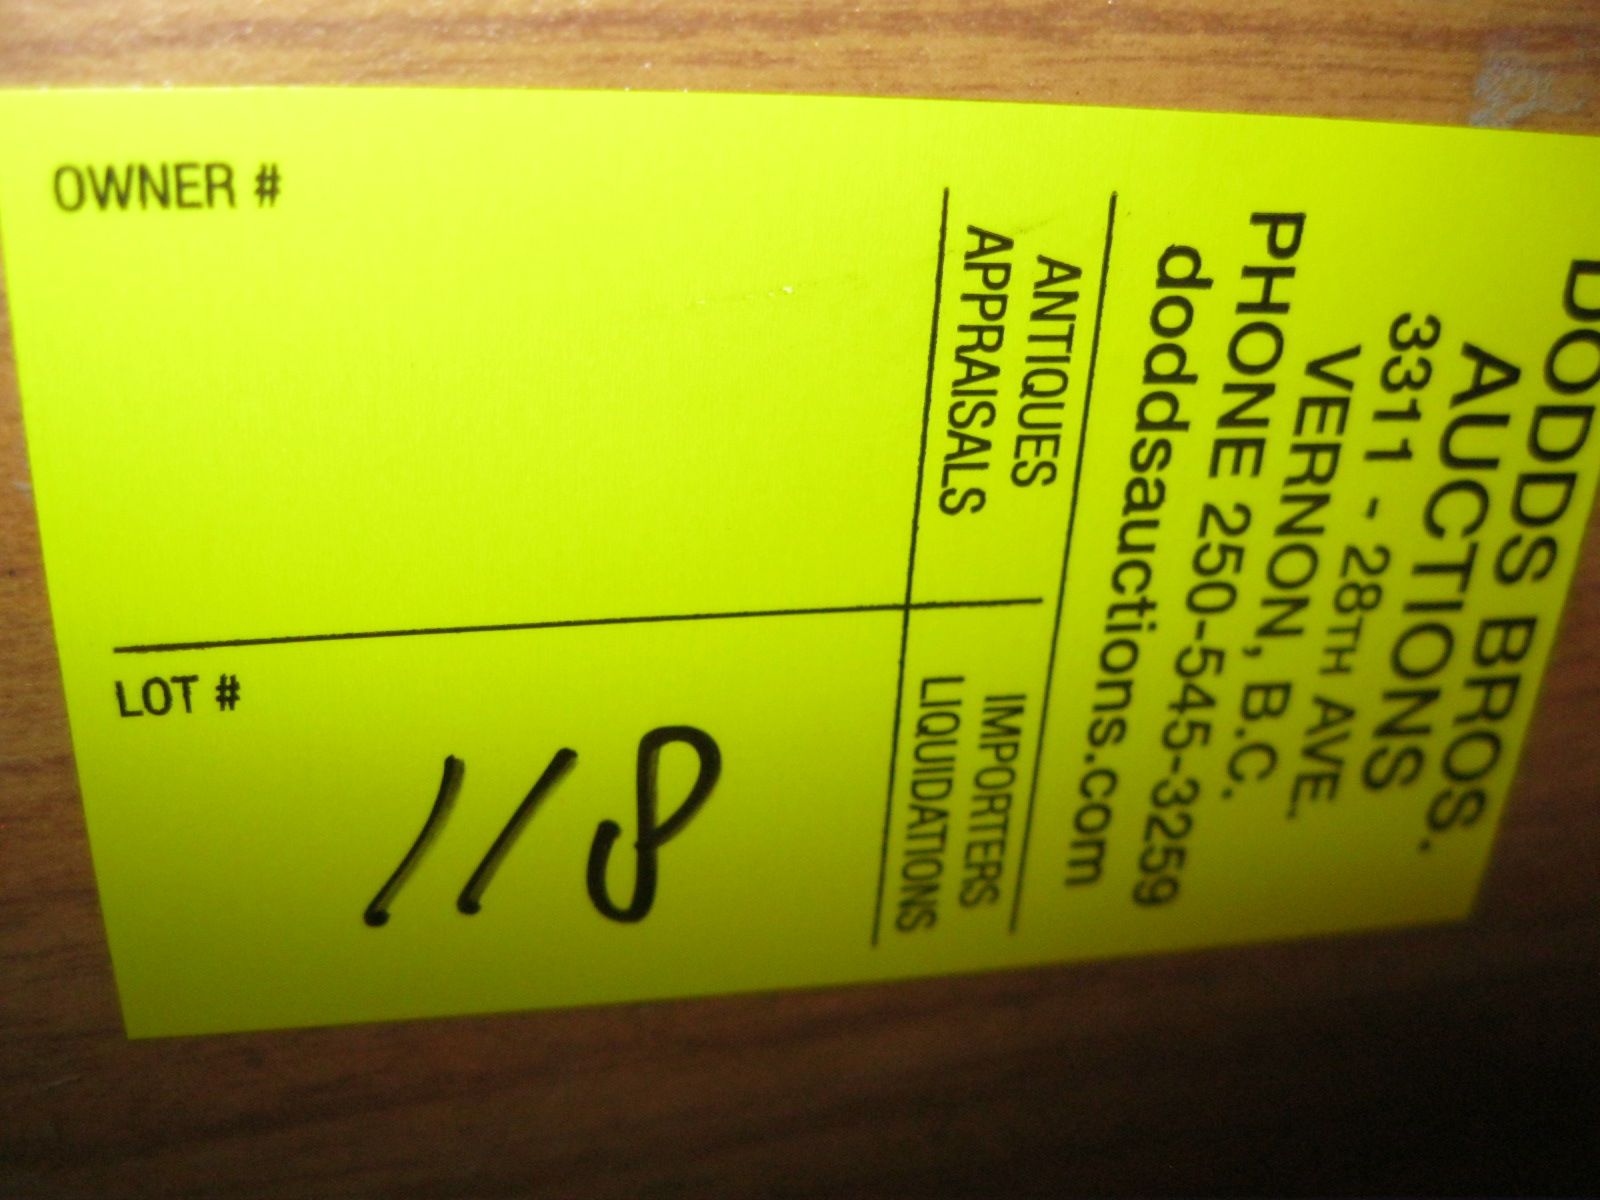 DODDS BROS.
AUCTIONS
3311 - 28TH AVE.
VERNON, B.C.
PHONE 250-545-3259
doddsauctions.com
ANTIQUES
APPRAISALS
IMPORTERS
LIQUIDATIONS
OWNER #
LOT #
118